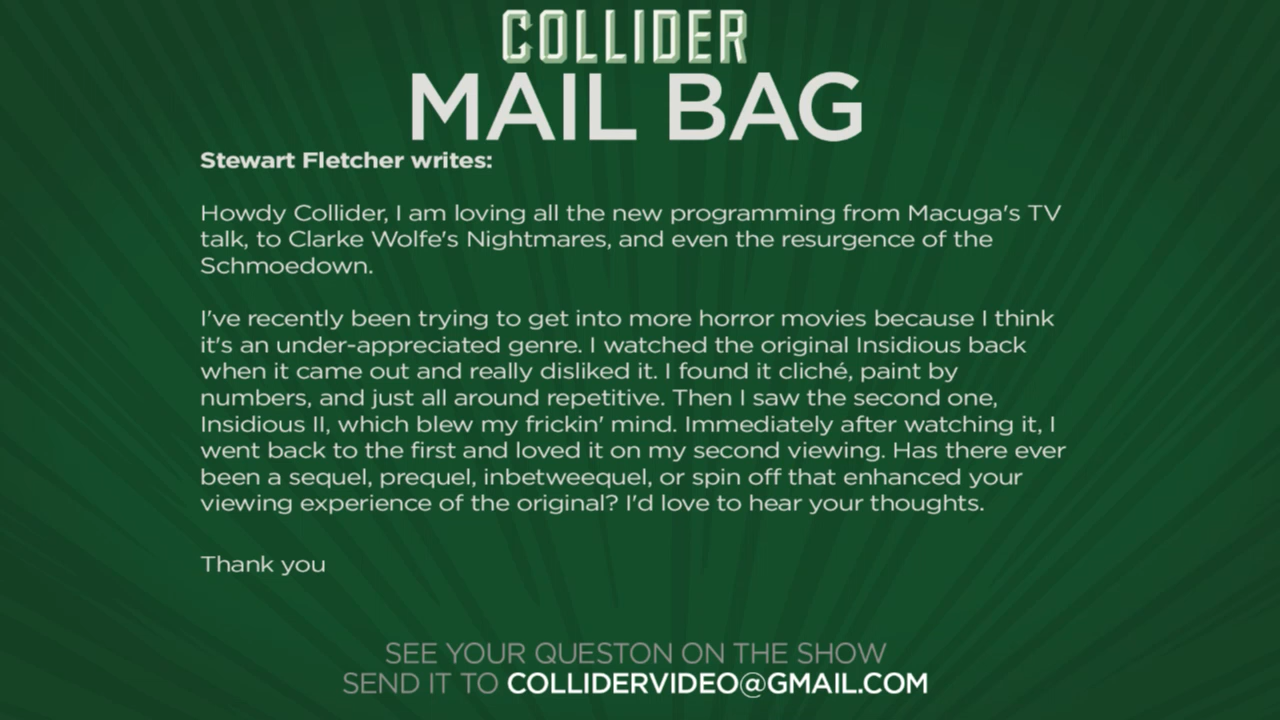 COLLIDER
MAIL BAG
Stewart Fletcher writes:
Howdy Collider, I am loving all the new programming from Macuga's TV
talk, to Clarke Wolfe's Nightmares, and even the resurgence of the
Schmoedown.
I've recently been trying to get into more horror movies because I think
it's an under-appreciated genre. I watched the original Insidious back
when it came out and really disliked it. I found it cliché, paint by
numbers, and just all around repetitive. Then I saw the second one,
Insidious II, which blew my frickin' mind. Immediately after watching it, I
went back to the first and loved it on my second viewing. Has there ever
been a sequel, prequel, inbetweequel, or spin off that enhanced your
viewing experience of the original? I'd love to hear your thoughts.
Thank you
SEE YOUR QUESTON ON THE SHOW
SEND IT TO COLLIDERVIDEO@GMAIL.COM